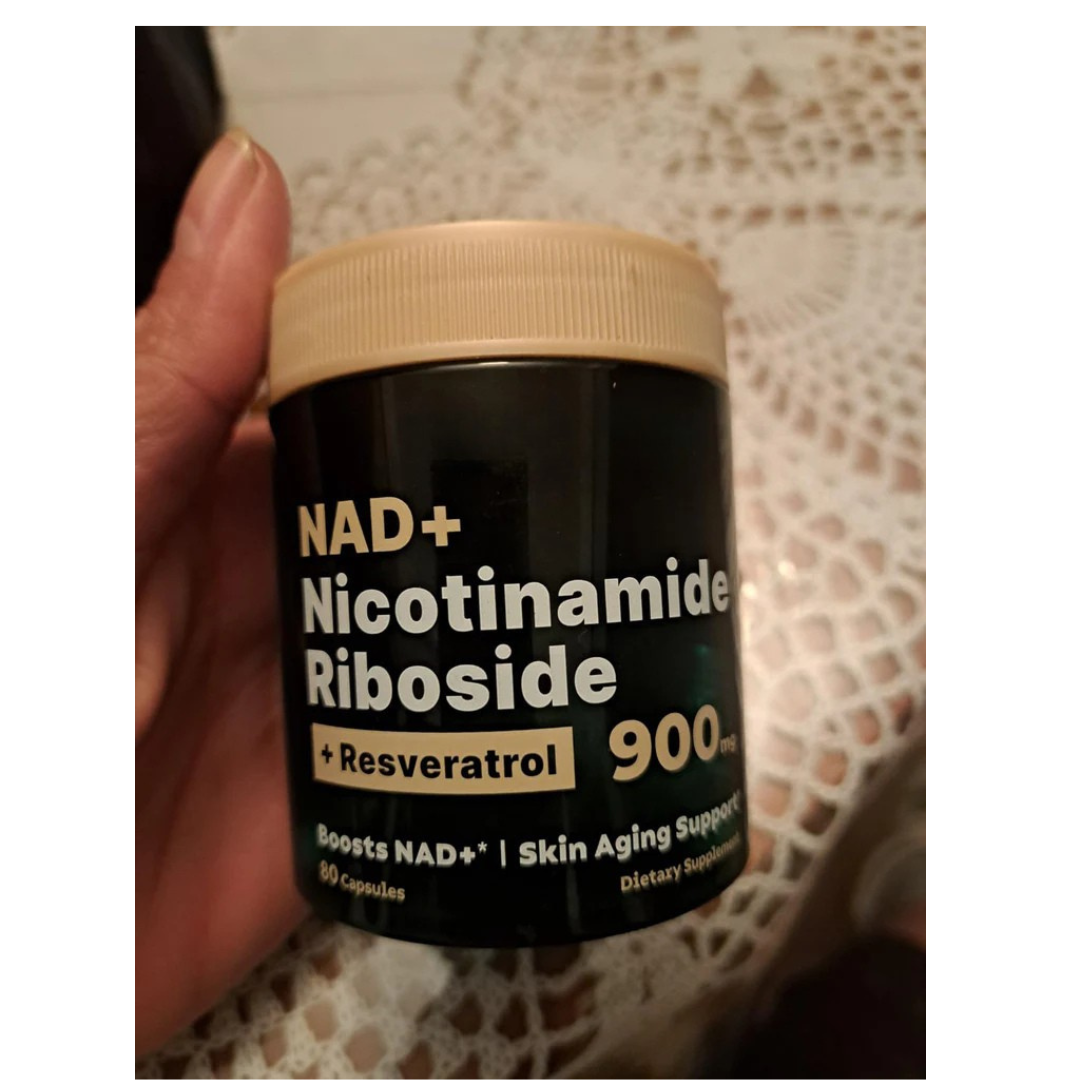 NAD+
Nicotinamide
Riboside
+ Resveratrol 900mg
Boosts NAD+* | Skin Aging Support
80 Capsules
Dietary Supplement